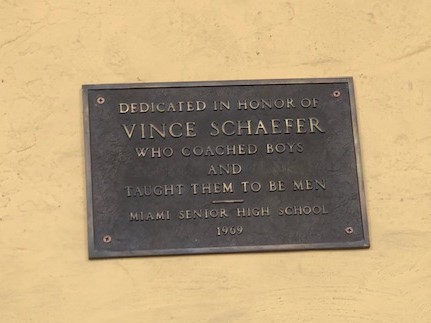 DEDICATED IN HONOR OF
VINCE SCHAEFER
WHO COACHED BOYS
AND
TAUGHT THEM TO BE MEN
MIAMI SENIOR HIGH SCHOOL
1969